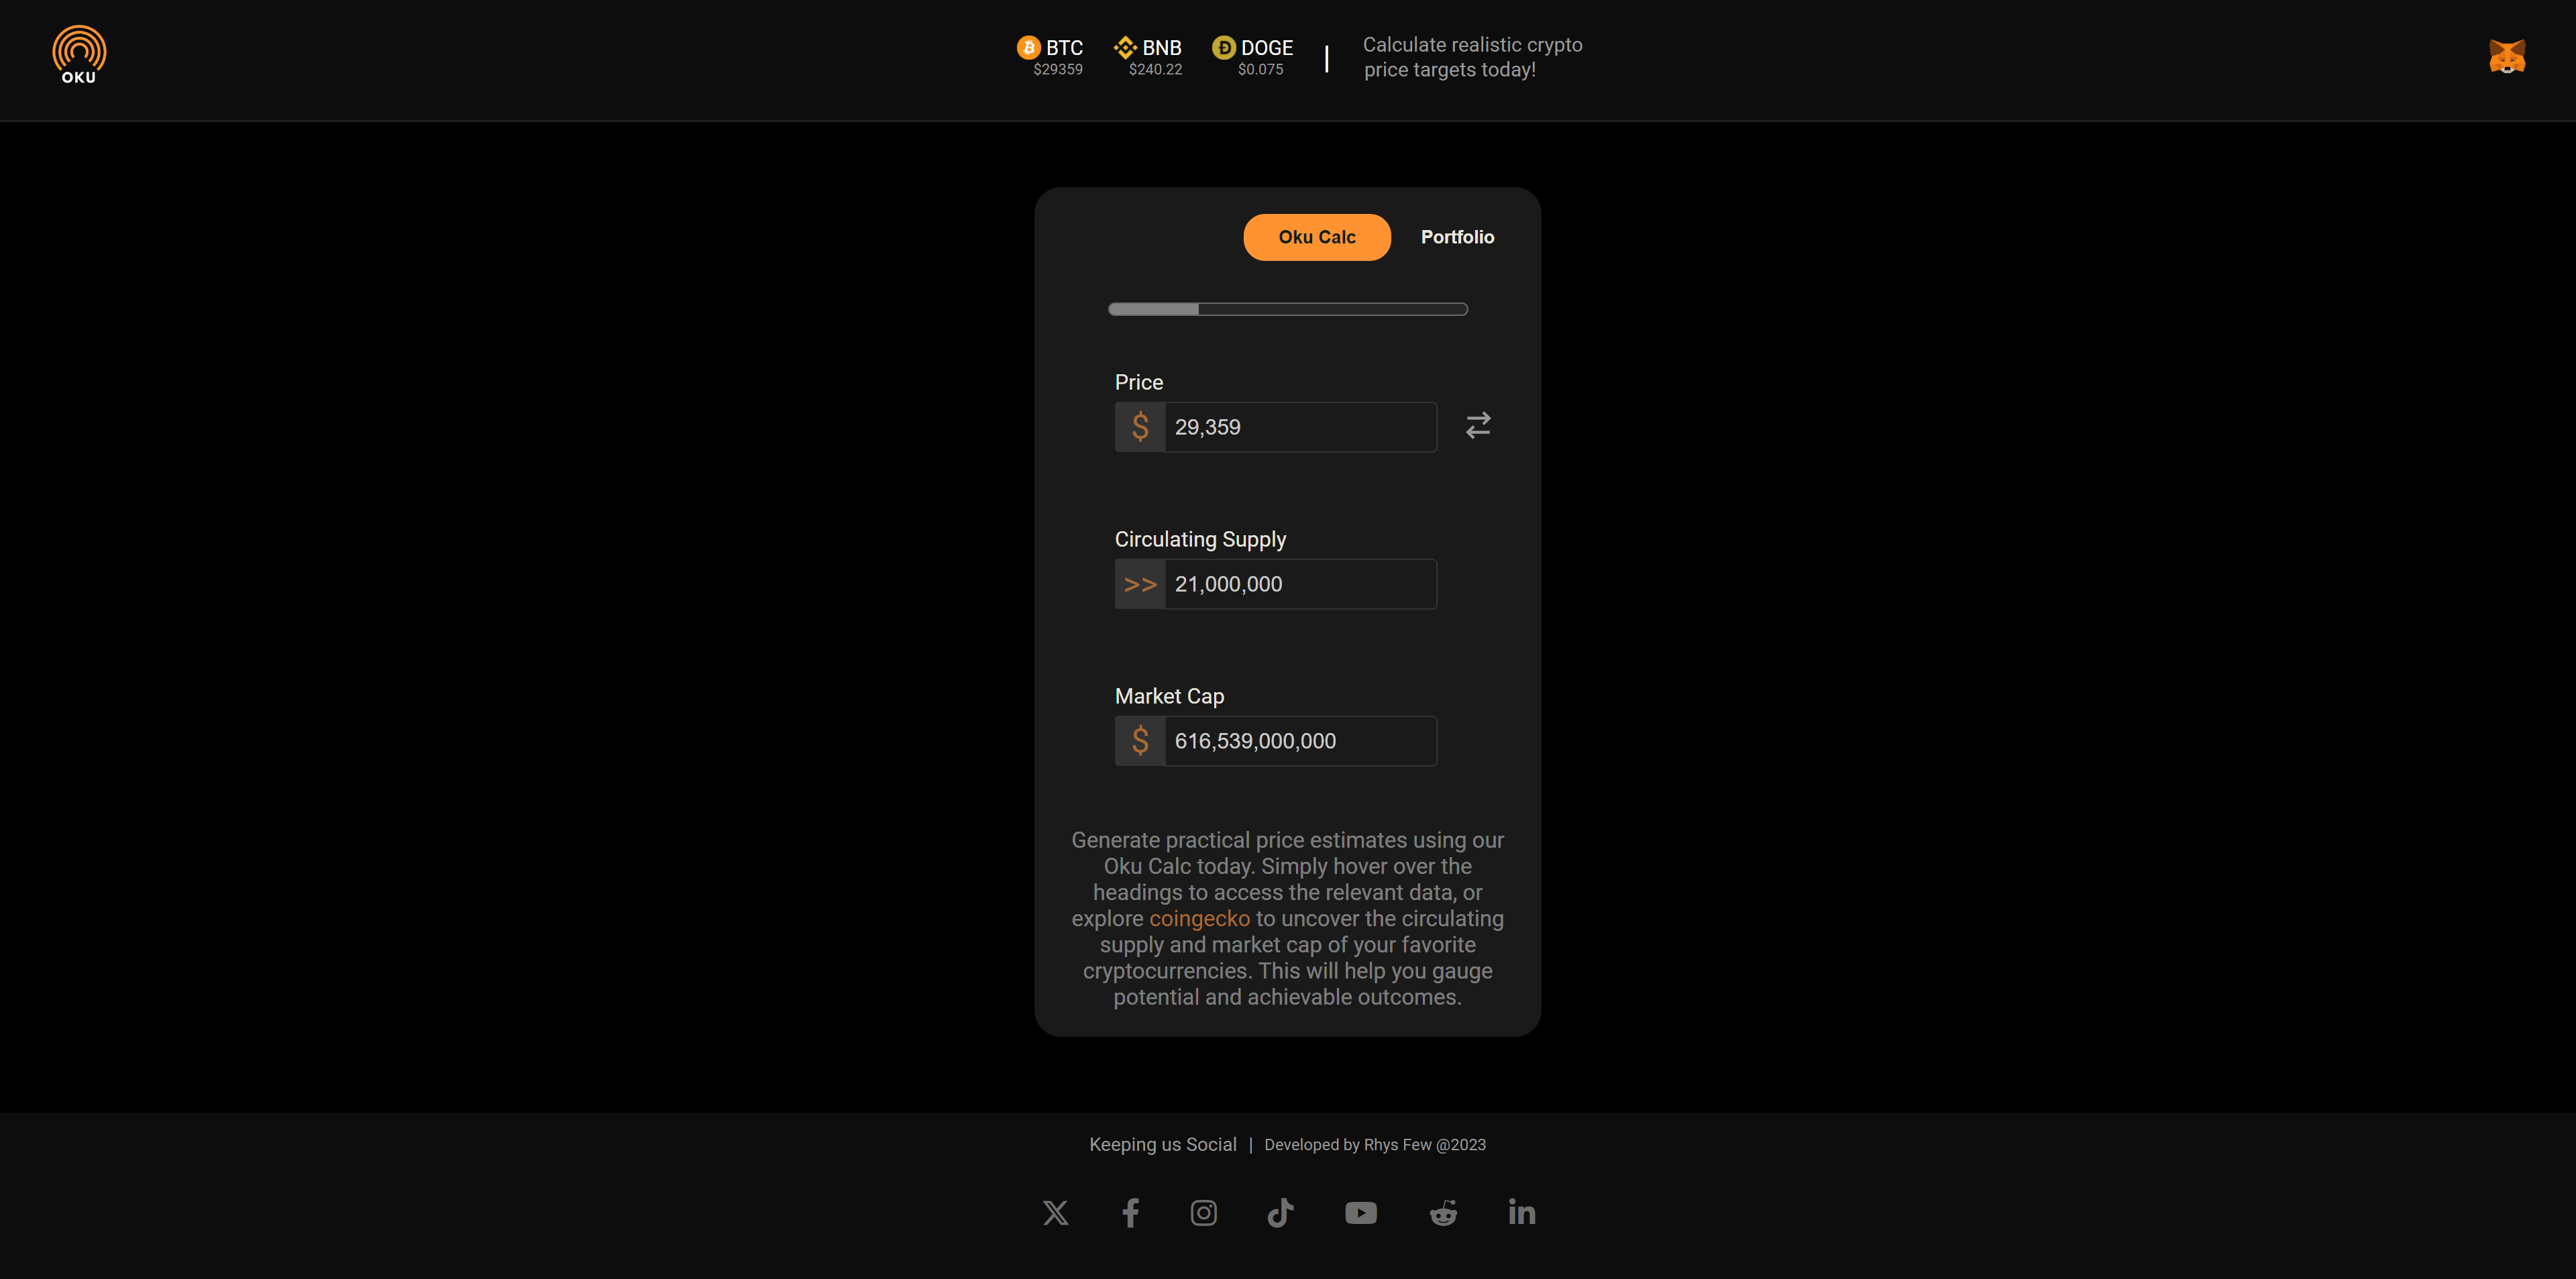 OKU
BTC
$29359
BNB
$240.22
DOGE
$0.075
|
Calculate realistic crypto
price targets today!
Oku Calc
Portfolio
Price
$ 29,359
Circulating Supply
>> 21,000,000
Market Cap
$ 616,539,000,000
Generate practical price estimates using our
Oku Calc today. Simply hover over the
headings to access the relevant data, or
explore coingecko to uncover the circulating
supply and market cap of your favorite
cryptocurrencies. This will help you gauge
potential and achievable outcomes.
Keeping us Social | Developed by Rhys Few @2023